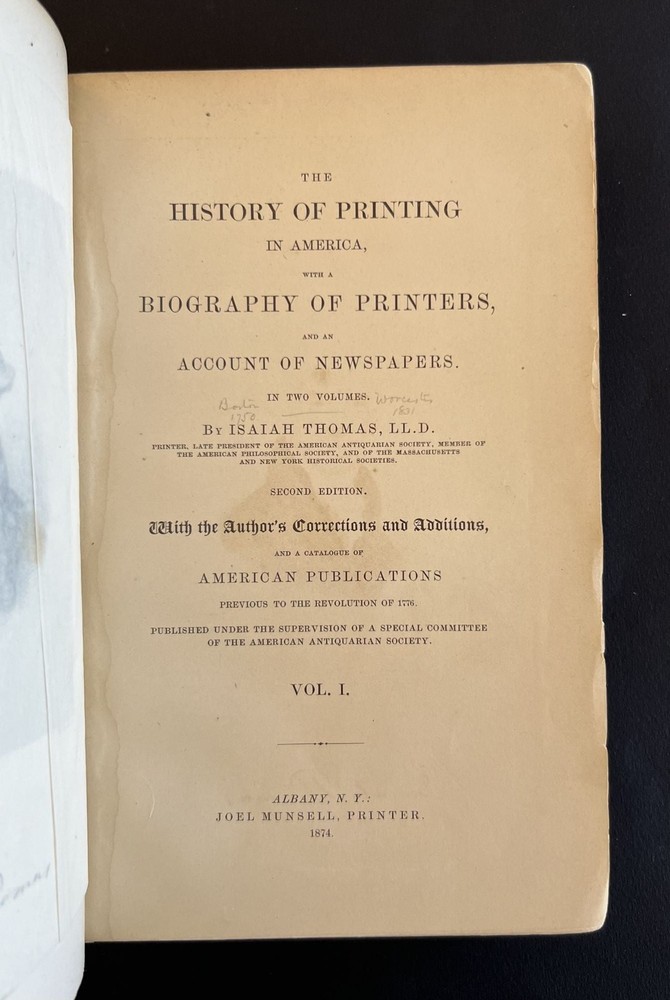 THE
HISTORY OF PRINTING
IN AMERICA,
WITH A
BIOGRAPHY OF PRINTERS,
AND AN
ACCOUNT OF NEWSPAPERS.
IN TWO VOLUMES.
Boston Worcester
1750 1831
BY ISAIAH THOMAS, LL.D.
PRINTER, LATE PRESIDENT OF THE AMERICAN ANTIQUARIAN SOCIETY, MEMBER OF
THE AMERICAN PHILOSOPHICAL SOCIETY, AND OF THE MASSACHUSETTS
AND NEW YORK HISTORICAL SOCIETIES.
SECOND EDITION.
With the Author's Corrections and Additions,
AND A CATALOGUE OF
AMERICAN PUBLICATIONS
PREVIOUS TO THE REVOLUTION OF 1776.
PUBLISHED UNDER THE SUPERVISION OF A SPECIAL COMMITTEE
OF THE AMERICAN ANTIQUARIAN SOCIETY.
VOL. I.
ALBANY, N. Y.:
JOEL MUNSELL, PRINTER.
1874.